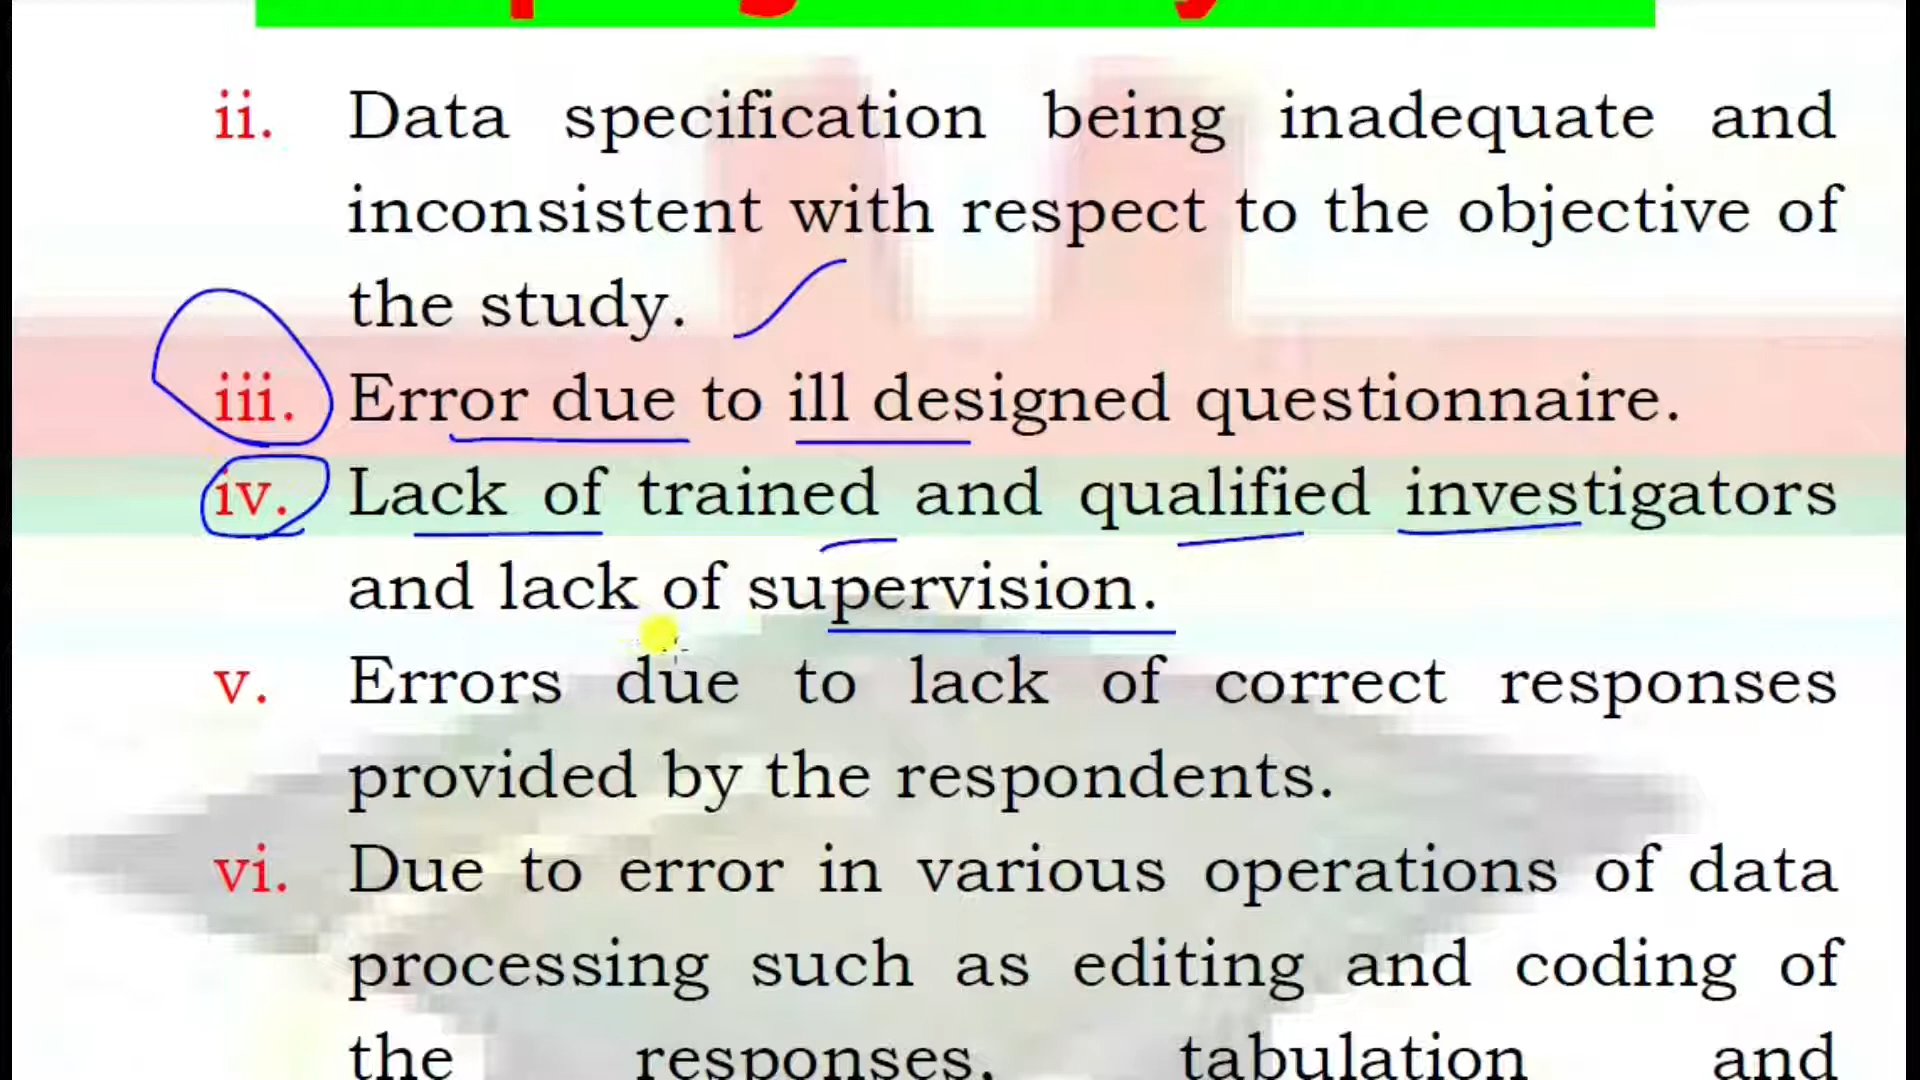 ii. Data specification being inadequate and
inconsistent with respect to the objective of
the study.
iii. Error due to ill designed questionnaire.
iv. Lack of trained and qualified investigators
and lack of supervision.
v. Errors due to lack of correct responses
provided by the respondents.
vi. Due to error in various operations of data
processing such as editing and coding of
the responses, tabulation and